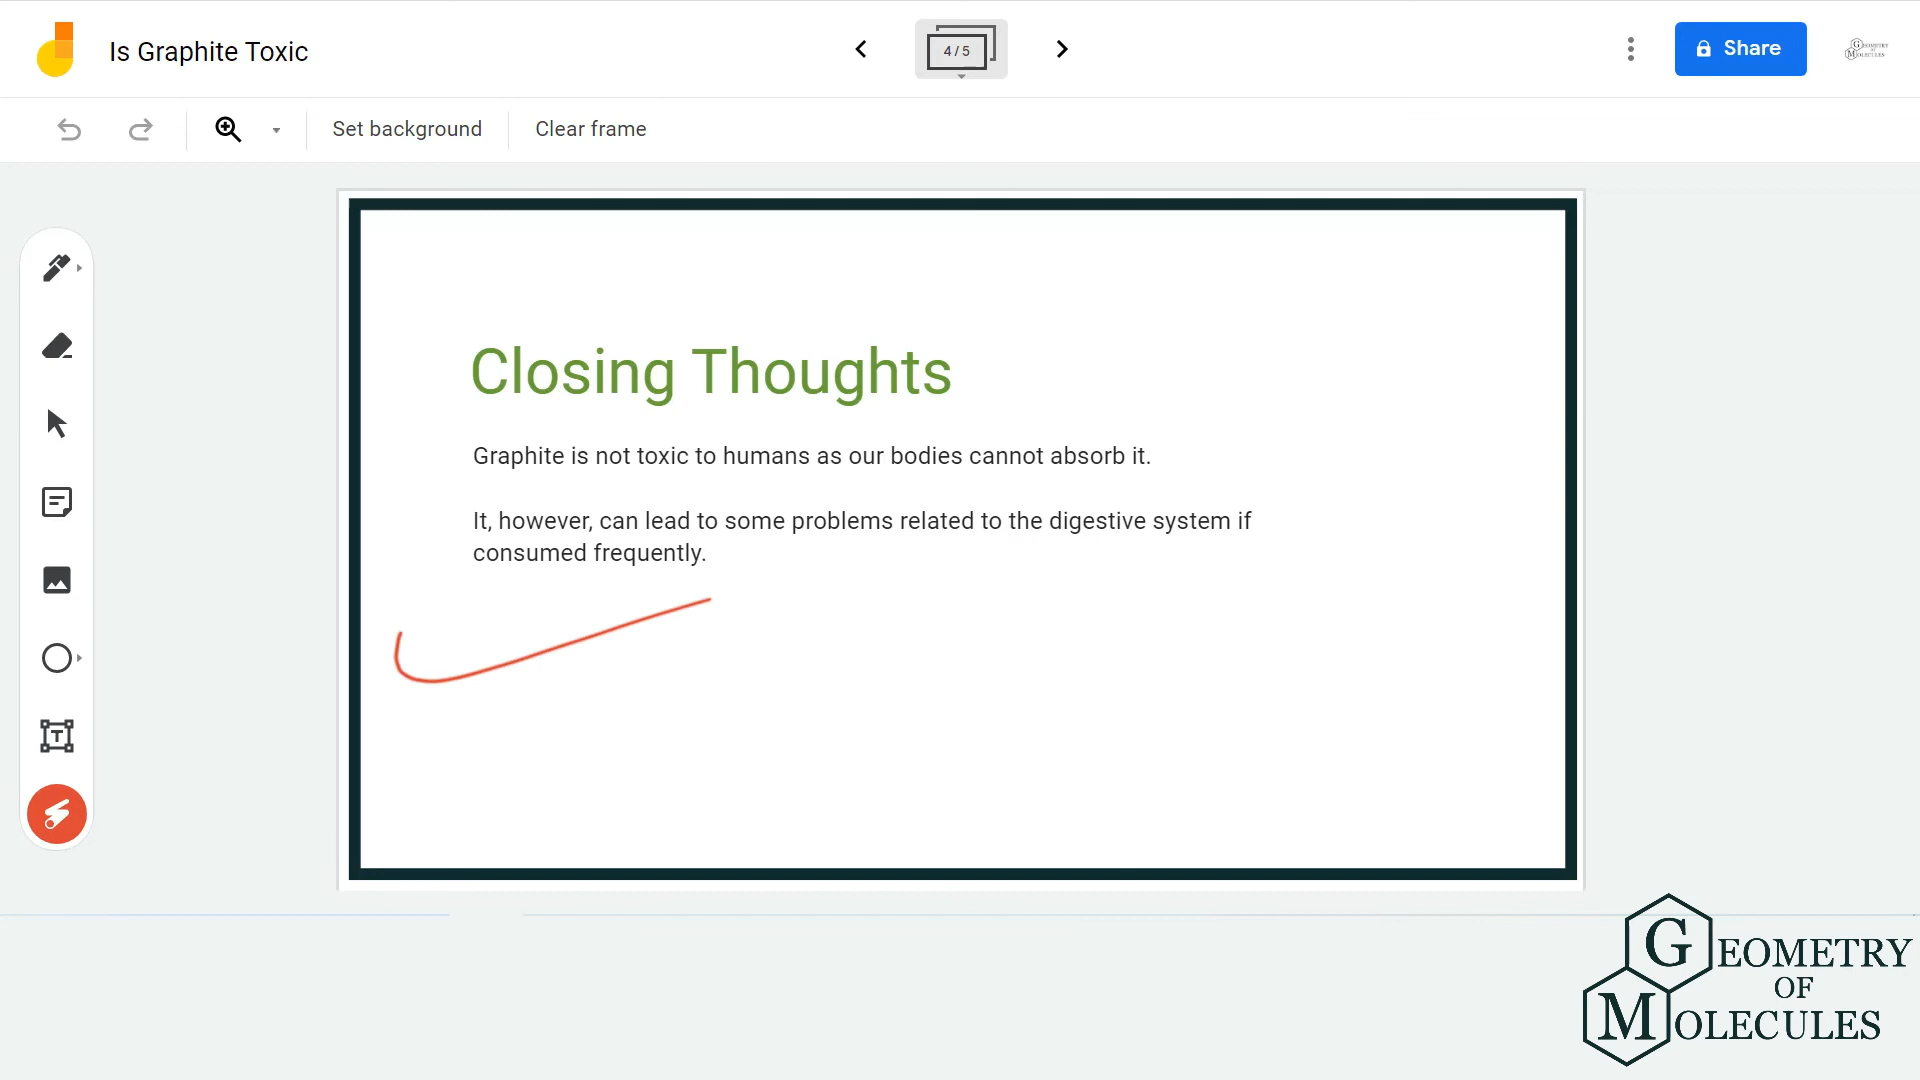 Is Graphite Toxic
4 / 5
Share
Set background
Clear frame
Closing Thoughts
Graphite is not toxic to humans as our bodies cannot absorb it.
It, however, can lead to some problems related to the digestive system if
consumed frequently.
GEOMETRY
OF
MOLECULES